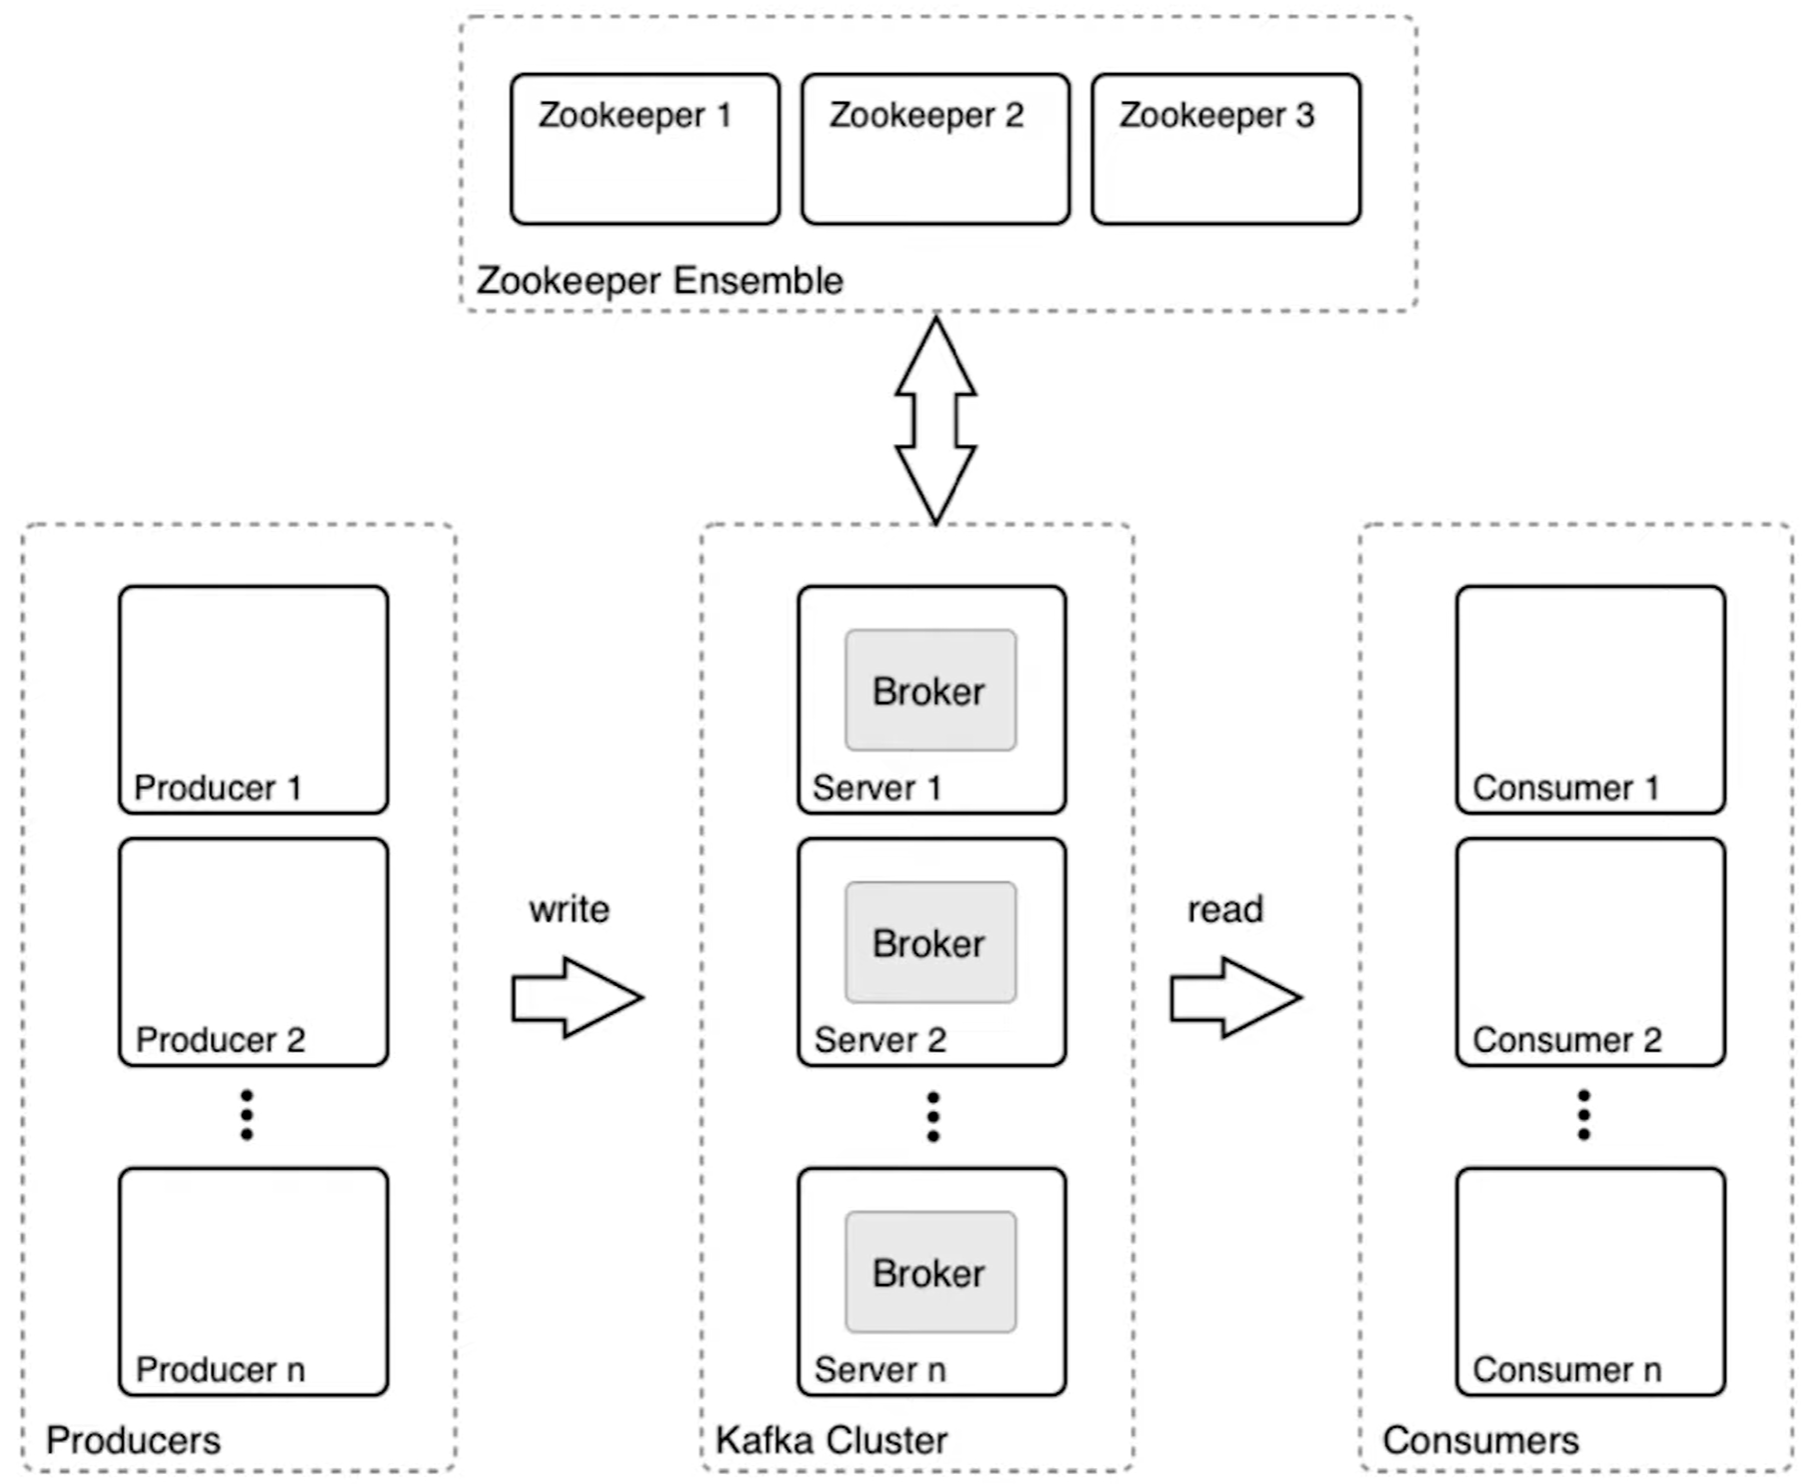 Zookeeper 1
Zookeeper 2
Zookeeper 3
Zookeeper Ensemble
Producer 1
Producer 2
Producer n
Producers
write
Broker
Server 1
Broker
Server 2
Broker
Server n
Kafka Cluster
read
Consumer 1
Consumer 2
Consumer n
Consumers